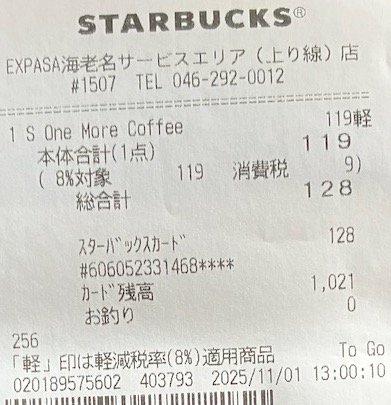 STARBUCKS®
EXPASA海老名サービスエリア（上り線）店
#1507 TEL 046-292-0012
1 S One More Coffee 119軽
本体合計(1点) 119
( 8%対象 119 消費税 9)
総合計 128
スターバックスカード 128
#606052331468****
カード残高 1,021
お釣り 0
256
「軽」印は軽減税率(8%)適用商品 To Go
020189575602 403793 2025/11/01 13:00:10